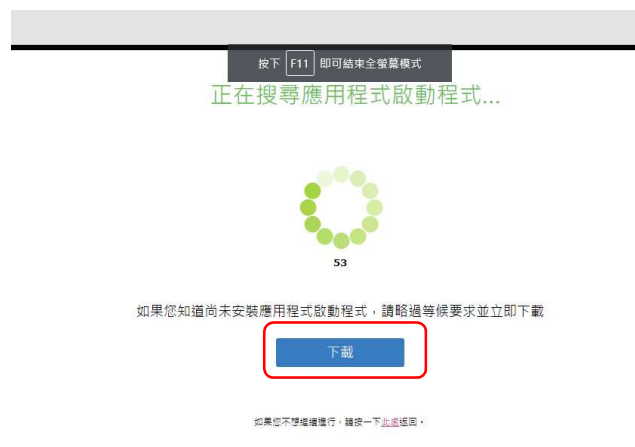 按下 F11 即可結束全螢幕模式
正在搜尋應用程式啟動程式...
53
如果您知道尚未安裝應用程式啟動程式，請略過等候要求並立即下載
下載
如果您不想繼續進行，請按一下此處返回。